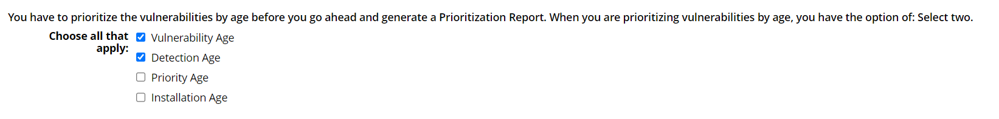 You have to prioritize the vulnerabilities by age before you go ahead and generate a Prioritization Report. When you are prioritizing vulnerabilities by age, you have the option of: Select two.
Choose all that
apply:
Vulnerability Age
Detection Age
Priority Age
Installation Age